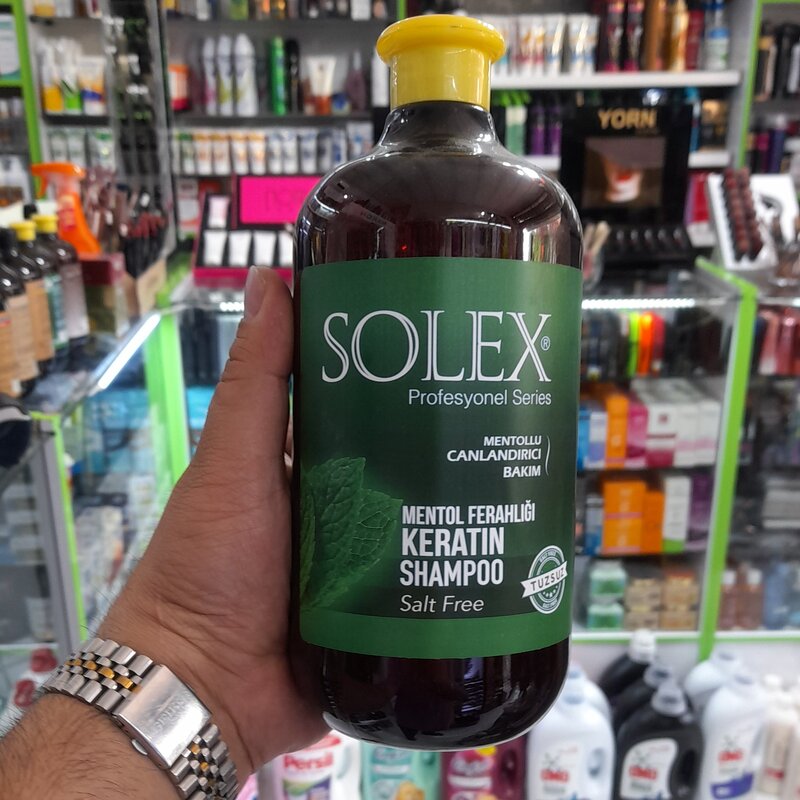 YORN
SOLEX®
Profesyonel Series
MENTOLLU
CANLANDIRICI
BAKIM
MENTOL FERAHLIĞI
KERATIN
SHAMPOO
Salt Free
TUZSUZ
Persil